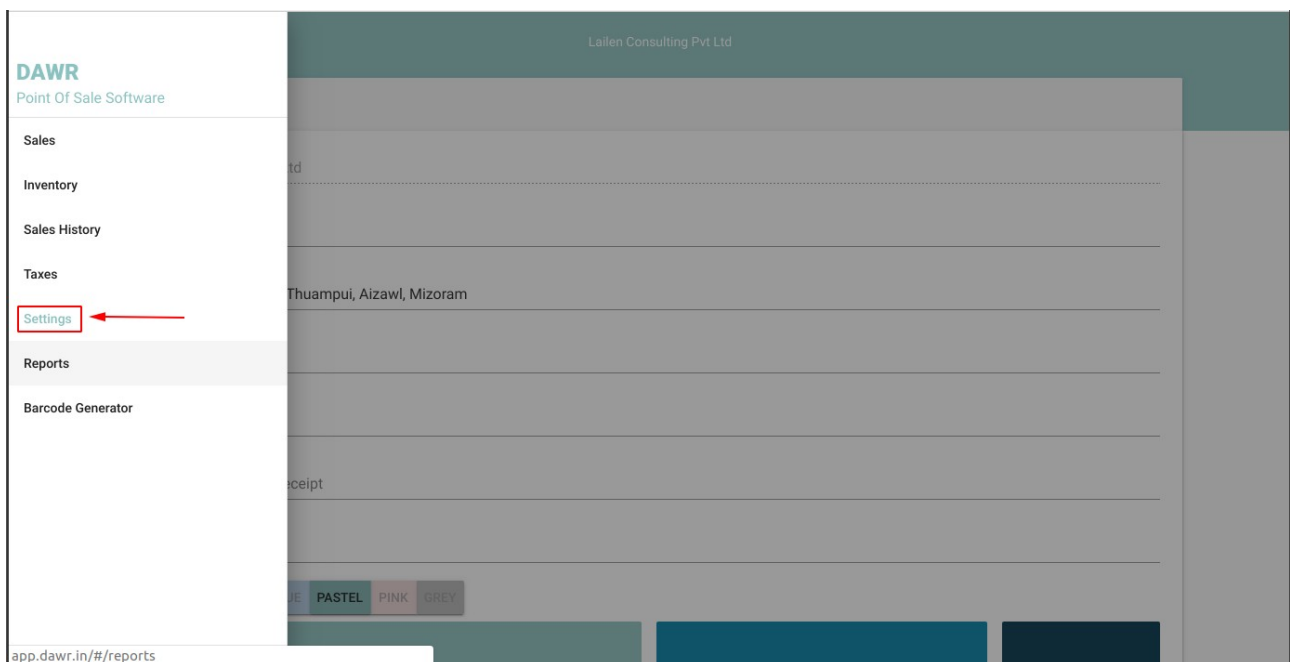 Lailen Consulting Pvt Ltd
DAWR
Point Of Sale Software
Sales
Inventory
Sales History
Taxes
Settings
Reports
Barcode Generator
td
Thuampui, Aizawl, Mizoram
eceipt
UE PASTEL PINK GREY
app.dawr.in/#/reports